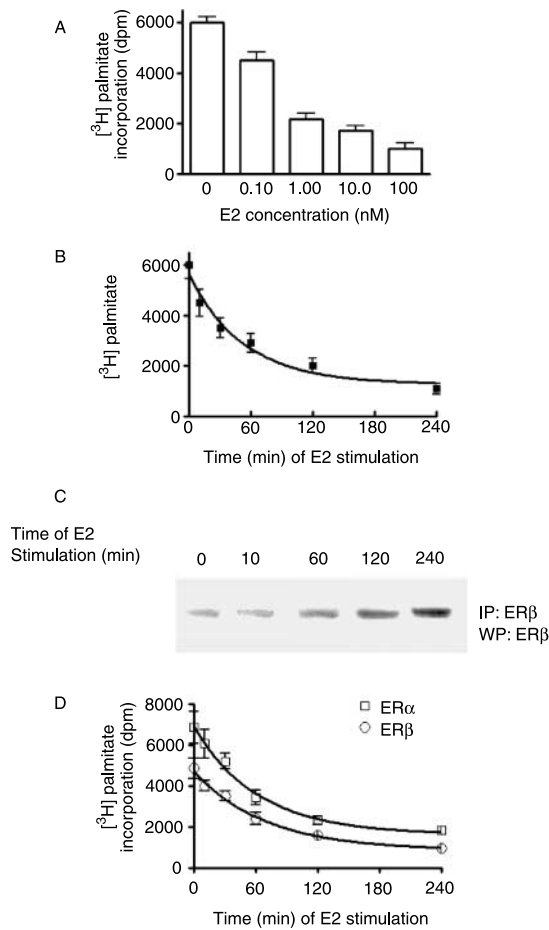 A
[³H] palmitate
incorporation (dpm)
6000
4000
2000
0
0 0.10 1.00 10.0 100
E2 concentration (nM)
B
[³H] palmitate
6000
4000
2000
0
0 60 120 180 240
Time (min) of E2 stimulation
C
Time of E2
Stimulation (min) 0 10 60 120 240
IP: ERβ
WP: ERβ
D
[³H] palmitate
incorporation (dpm)
8000
6000
4000
2000
0
ERα
ERβ
0 60 120 180 240
Time (min) of E2 stimulation